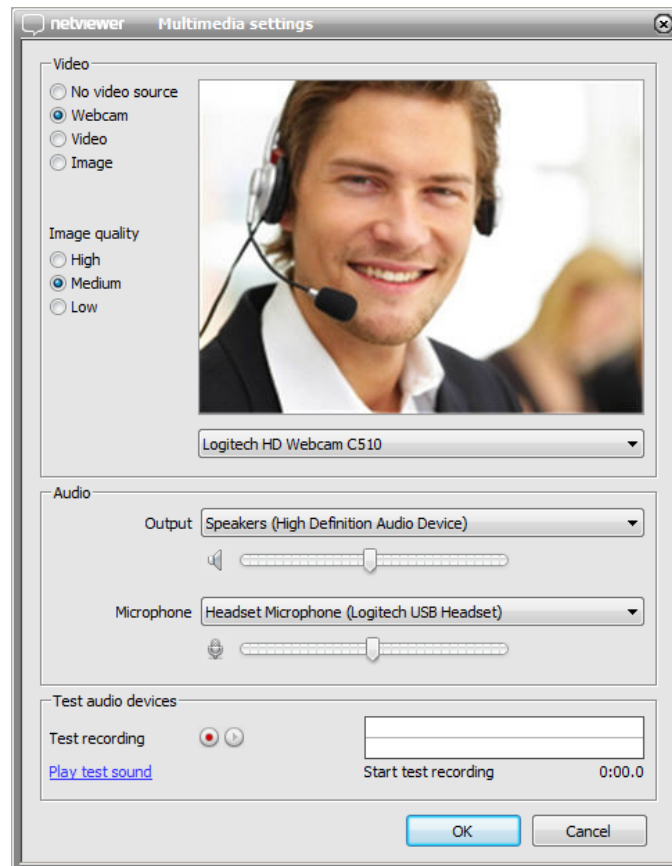 netviewer Multimedia settings
Video
No video source
Webcam
Video
Image
Image quality
High
Medium
Low
Logitech HD Webcam C510
Audio
Output Speakers (High Definition Audio Device)
Microphone Headset Microphone (Logitech USB Headset)
Test audio devices
Test recording
Play test sound Start test recording 0:00.0
OK Cancel